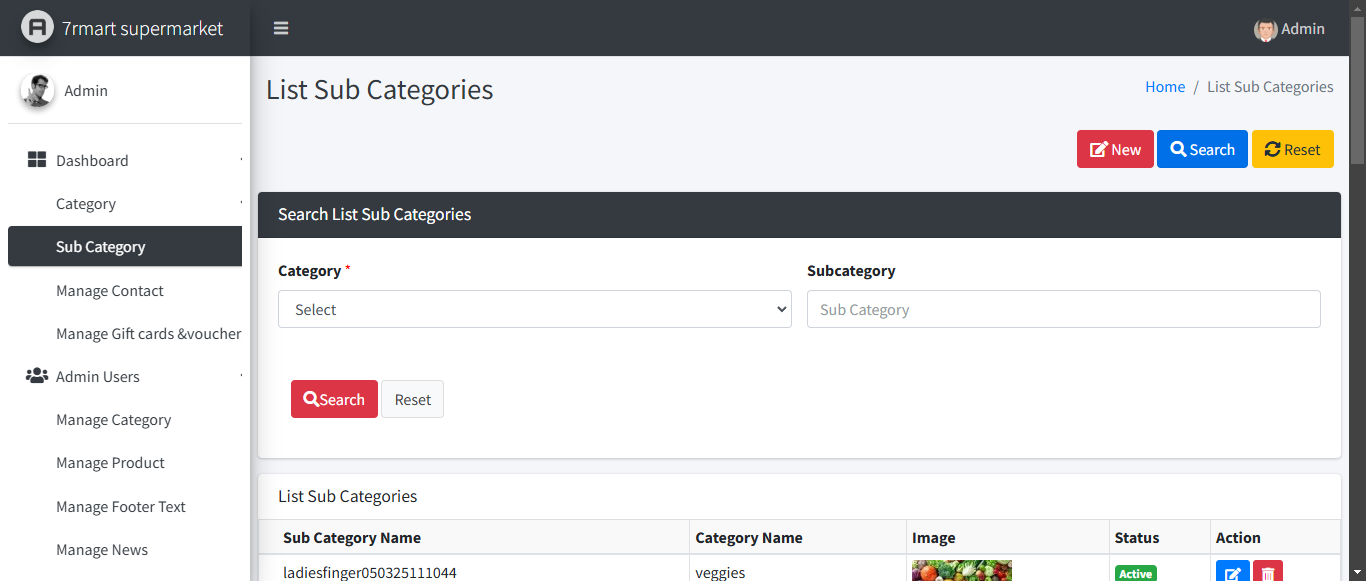 7rmart supermarket
Admin
Admin
Dashboard
Category
Sub Category
Manage Contact
Manage Gift cards &voucher
Admin Users
Manage Category
Manage Product
Manage Footer Text
Manage News
List Sub Categories
Home / List Sub Categories
New Search Reset
Search List Sub Categories
Category * Subcategory
Select Sub Category
Search Reset
List Sub Categories
Sub Category Name Category Name Image Status Action
ladiesfinger050325111044 veggies Active